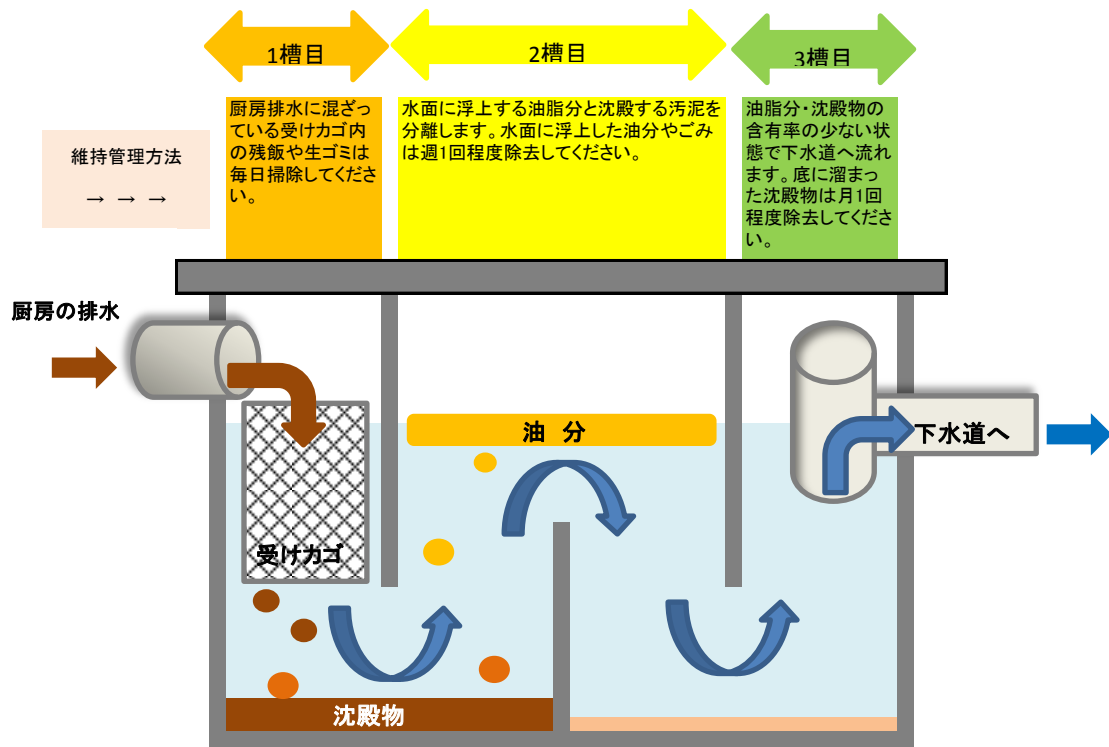 1槽目
2槽目
3槽目
維持管理方法
→ → →
厨房排水に混ざっ
ている受けカゴ内
の残飯や生ゴミは
毎日掃除してくださ
い。
水面に浮上する油脂分と沈殿する汚泥を
分離します。水面に浮上した油分やごみ
は週1回程度除去してください。
油脂分・沈殿物の
含有率の少ない状
態で下水道へ流れ
ます。底に溜まっ
た沈殿物は月1回
程度除去してくださ
い。
厨房の排水
油 分
下水道へ
受けカゴ
沈殿物